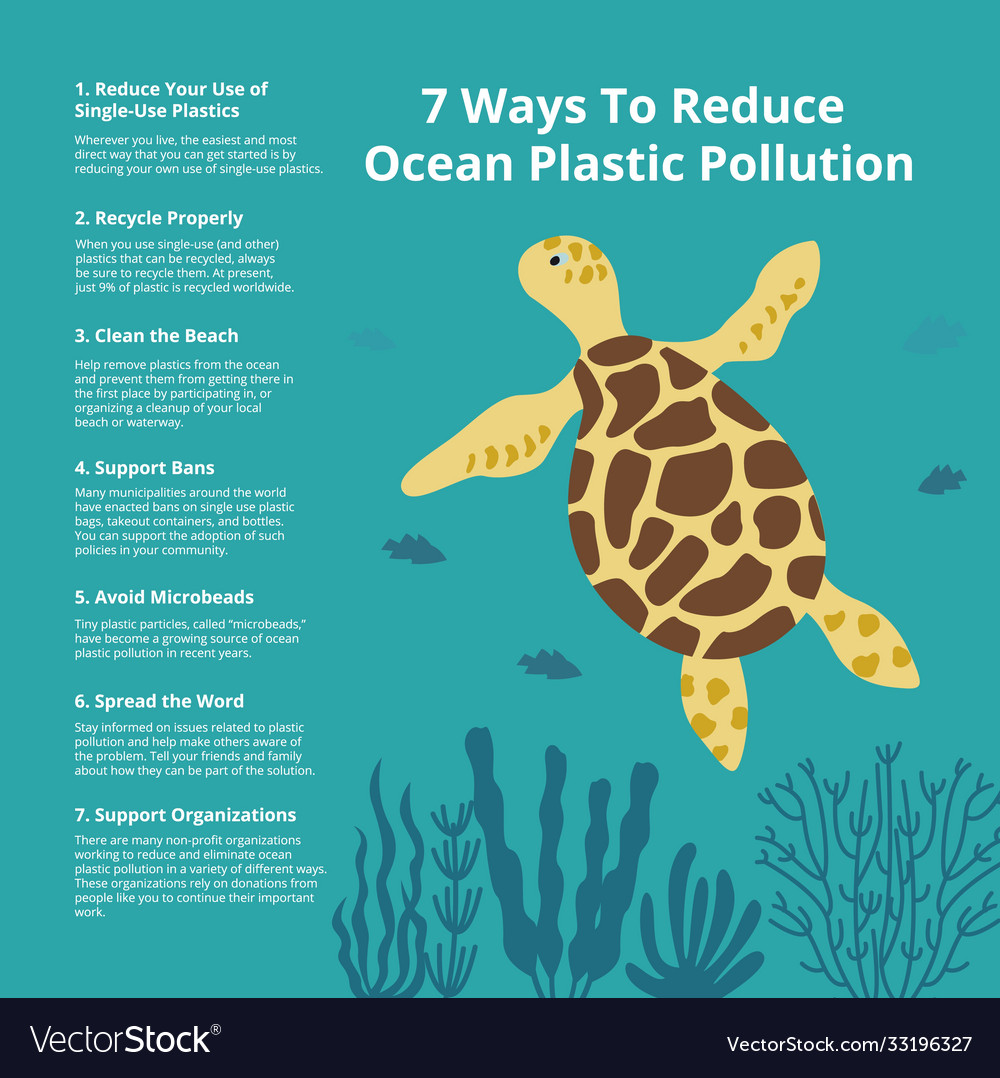 7 Ways To Reduce
Ocean Plastic Pollution
1. Reduce Your Use of
Single-Use Plastics
Wherever you live, the easiest and most
direct way that you can get started is by
reducing your own use of single-use plastics.
2. Recycle Properly
When you use single-use (and other)
plastics that can be recycled, always
be sure to recycle them. At present,
just 9% of plastic is recycled worldwide.
3. Clean the Beach
Help remove plastics from the ocean
and prevent them from getting there in
the first place by participating in, or
organizing a cleanup of your local
beach or waterway.
4. Support Bans
Many municipalities around the world
have enacted bans on single use plastic
bags, takeout containers, and bottles.
You can support the adoption of such
policies in your community.
5. Avoid Microbeads
Tiny plastic particles, called “microbeads,”
have become a growing source of ocean
plastic pollution in recent years.
6. Spread the Word
Stay informed on issues related to plastic
pollution and help make others aware of
the problem. Tell your friends and family
about how they can be part of the solution.
7. Support Organizations
There are many non-profit organizations
working to reduce and eliminate ocean
plastic pollution in a variety of different ways.
These organizations rely on donations from
people like you to continue their important
work.
VectorStock®
VectorStock.com/33196327